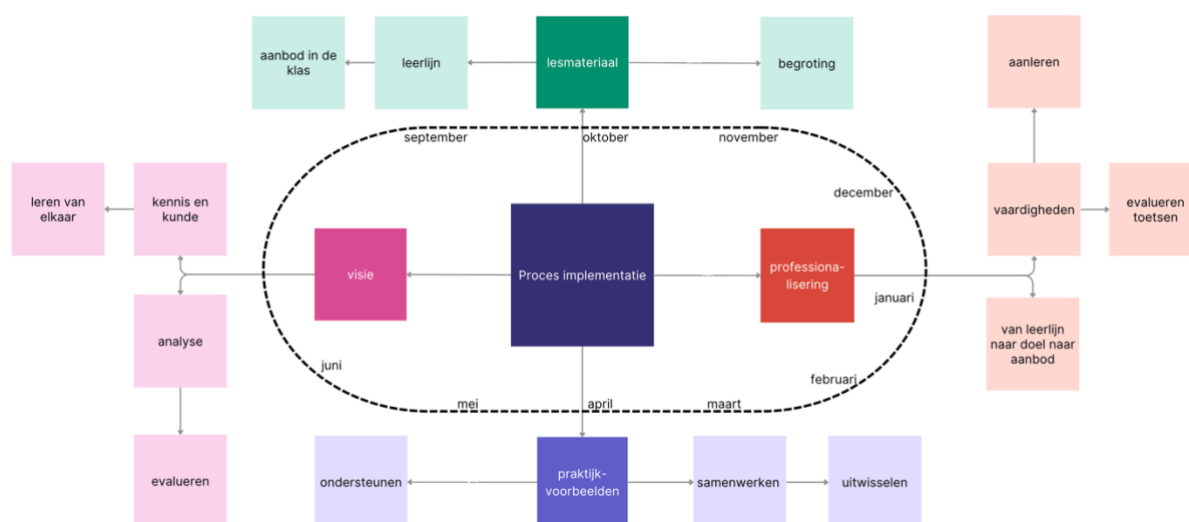 aanbod in de
klas
leerlijn
lesmateriaal
begroting
aanleren
september
oktober
november
december
leren van
elkaar
kennis en
kunde
vaardigheden
evalueren
toetsen
visie
Proces implementatie
professiona-
lisering
januari
analyse
van leerlijn
naar doel naar
aanbod
juni
februari
mei
april
maart
evalueren
ondersteunen
praktijk-
voorbeelden
samenwerken
uitwisselen